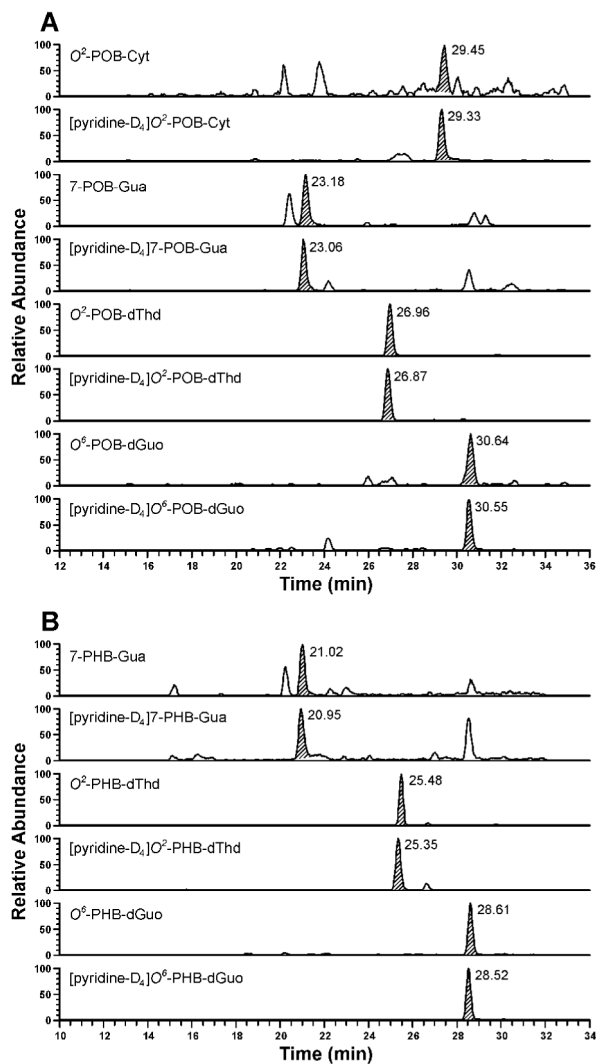 A
100
50
0
O²-POB-Cyt
29.45
100
50
0
[pyridine-D₄]O²-POB-Cyt
29.33
100
50
0
7-POB-Gua
23.18
100
50
0
[pyridine-D₄]7-POB-Gua
23.06
100
50
0
O²-POB-dThd
26.96
100
50
0
[pyridine-D₄]O²-POB-dThd
26.87
100
50
0
O⁶-POB-dGuo
30.64
100
50
0
[pyridine-D₄]O⁶-POB-dGuo
30.55
Relative Abundance
12 14 16 18 20 22 24 26 28 30 32 34 36
Time (min)
B
100
50
0
7-PHB-Gua
21.02
100
50
0
[pyridine-D₄]7-PHB-Gua
20.95
100
50
0
O²-PHB-dThd
25.48
100
50
0
[pyridine-D₄]O²-PHB-dThd
25.35
100
50
0
O⁶-PHB-dGuo
28.61
100
50
0
[pyridine-D₄]O⁶-PHB-dGuo
28.52
Relative Abundance
10 12 14 16 18 20 22 24 26 28 30 32 34
Time (min)